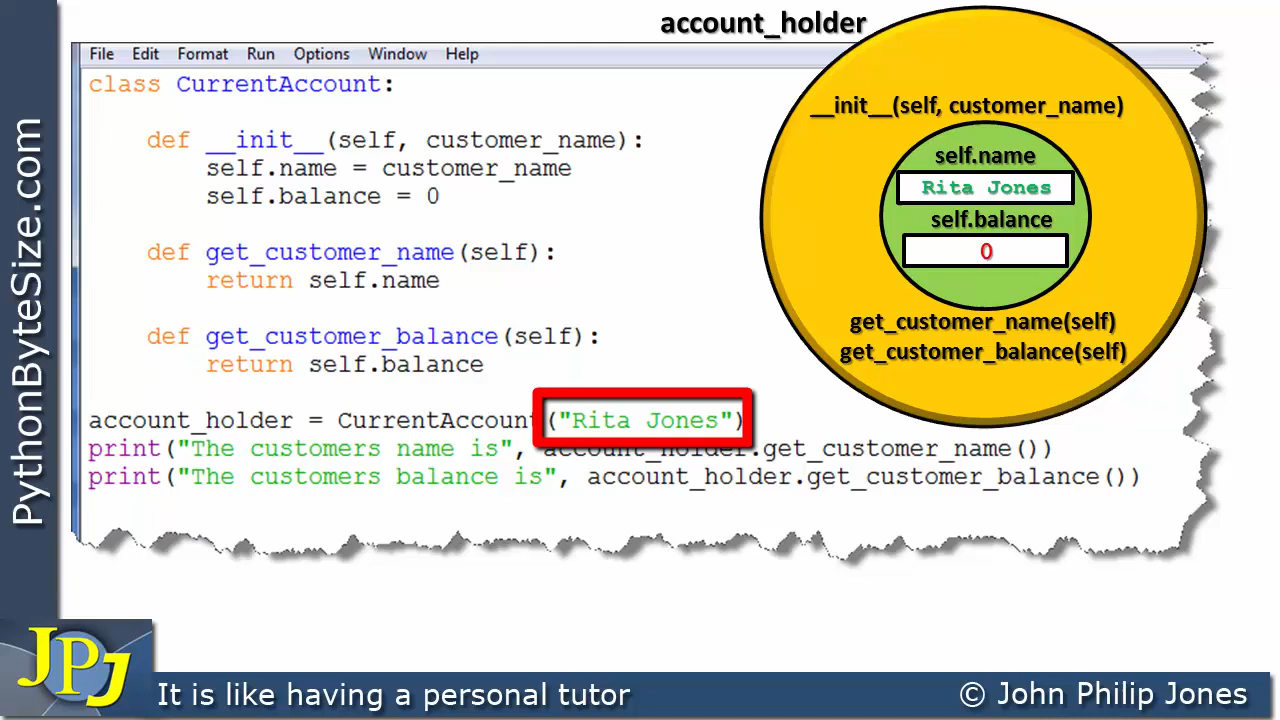 account_holder
File Edit Format Run Options Window Help
class CurrentAccount:
def __init__(self, customer_name):
self.name = customer_name
self.balance = 0
def get_customer_name(self):
return self.name
def get_customer_balance(self):
return self.balance
account_holder = CurrentAccount("Rita Jones")
print("The customers name is", account_holder.get_customer_name())
print("The customers balance is", account_holder.get_customer_balance())
__init__(self, customer_name)
self.name
Rita Jones
self.balance
0
get_customer_name(self)
get_customer_balance(self)
PythonByteSize.com
JPJ
It is like having a personal tutor
© John Philip Jones